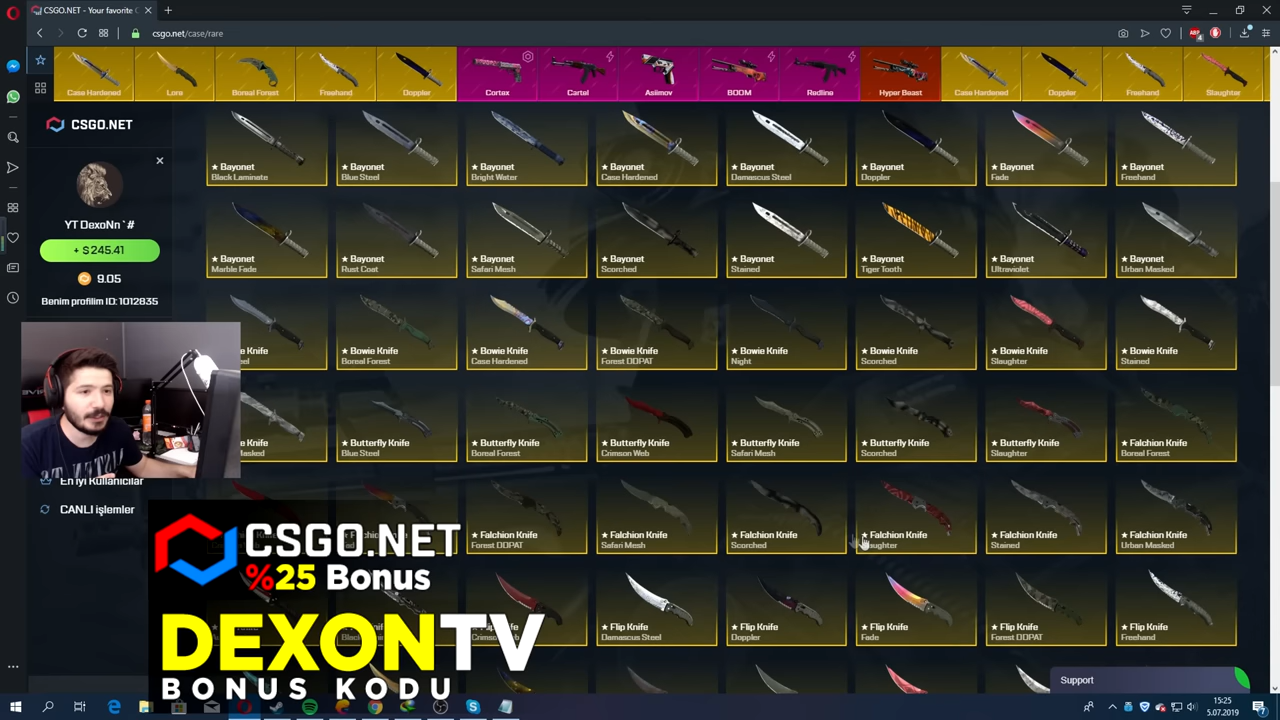 CSGO.NET - Your favorite C
csgo.net/case/rare
Case Hardened
Lore
Boreal Forest
Freehand
Doppler
Cortex
Cartel
Asiimov
BOOM
Redline
Hyper Beast
Case Hardened
Doppler
Freehand
Slaughter
CSGO.NET
YT DexoNn`#
+ $ 245.41
9.05
Benim profilim ID: 1012835
En iyi Kullanıcılar
CANLI işlemler
★ Bayonet
Black Laminate
★ Bayonet
Blue Steel
★ Bayonet
Bright Water
★ Bayonet
Case Hardened
★ Bayonet
Damascus Steel
★ Bayonet
Doppler
★ Bayonet
Fade
★ Bayonet
Freehand
★ Bayonet
Marble Fade
★ Bayonet
Rust Coat
★ Bayonet
Safari Mesh
★ Bayonet
Scorched
★ Bayonet
Stained
★ Bayonet
Tiger Tooth
★ Bayonet
Ultraviolet
★ Bayonet
Urban Masked
Knife
★ Bowie Knife
Boreal Forest
★ Bowie Knife
Case Hardened
★ Bowie Knife
Forest DDPAT
★ Bowie Knife
Night
★ Bowie Knife
Scorched
★ Bowie Knife
Slaughter
★ Bowie Knife
Stained
Knife
★ Butterfly Knife
Blue Steel
★ Butterfly Knife
Boreal Forest
★ Butterfly Knife
Crimson Web
★ Butterfly Knife
Safari Mesh
★ Butterfly Knife
Scorched
★ Butterfly Knife
Slaughter
★ Falchion Knife
Boreal Forest
★ Falchion Knife
Forest DDPAT
★ Falchion Knife
Safari Mesh
★ Falchion Knife
Scorched
★ Falchion Knife
★ Falchion Knife
Stained
★ Falchion Knife
Urban Masked
★ Flip Knife
Damascus Steel
★ Flip Knife
Doppler
★ Flip Knife
Fade
★ Flip Knife
Forest DDPAT
★ Flip Knife
Freehand
CSGO.NET
%25 Bonus
DEXONTV
BONUS KODU
Support
15:25
5.07.2019